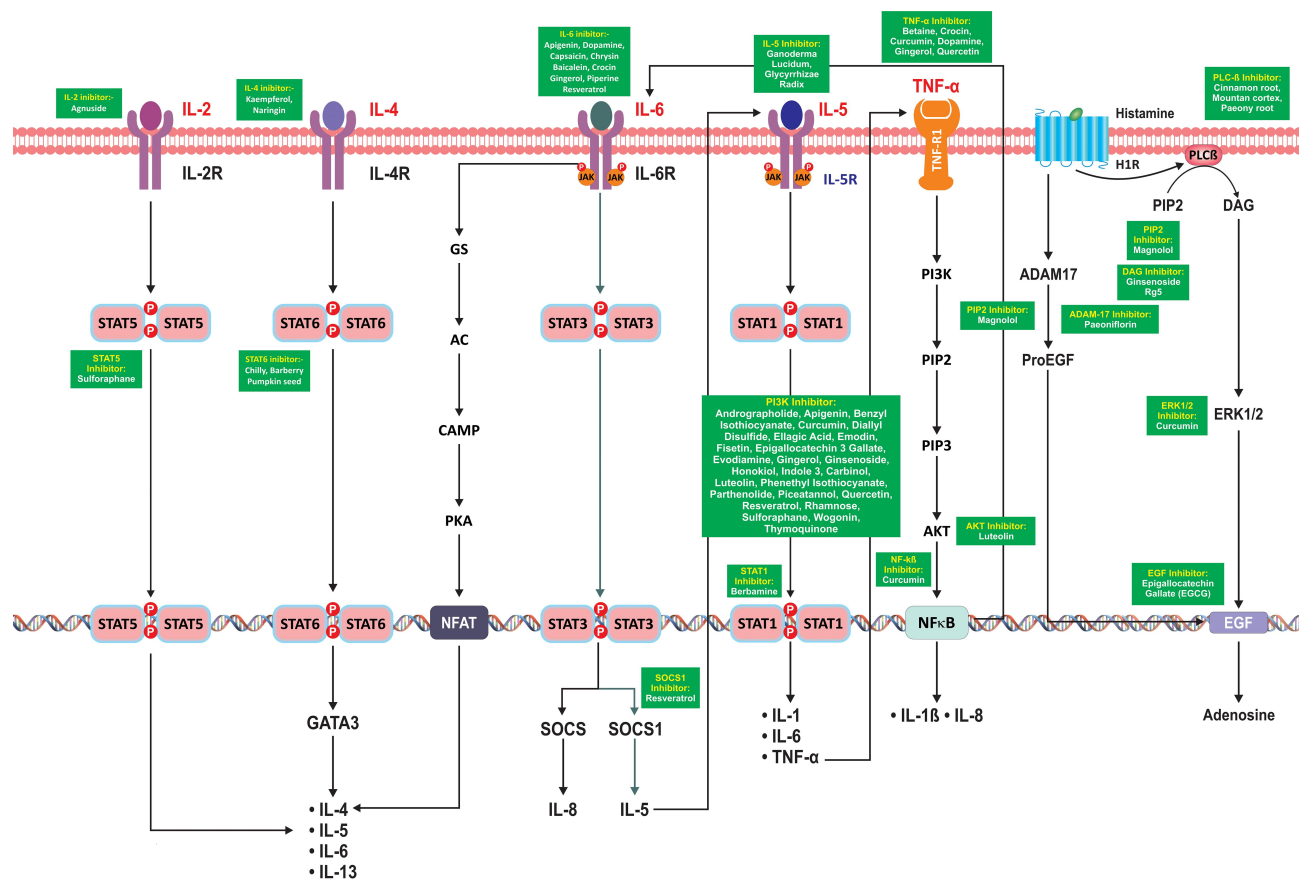 IL-2 inibitor:-
Agnuside
IL-2
IL-2R
IL-4 inibitor:-
Kaempferol,
Naringin
IL-4
IL-4R
IL-6 inibitor:-
Apigenin, Dopamine,
Capsaicin, Chrysin
Baicalein, Crocin
Gingerol, Piperine
Resveratrol
IL-6
P
P
JAK
JAK
IL-6R
IL-5 Inhibitor:
Ganoderma
Lucidum,
Glycyrrhizae
Radix
IL-5
P
P
JAK
JAK
IL-5R
TNF-α Inhibitor:
Betaine, Crocin,
Curcumin, Dopamine,
Gingerol, Quercetin
TNF-α
TNF-R1
Histamine
H1R
PLC-ß Inhibitor:
Cinnamon root,
Mountan cortex,
Paeony root
PLCß
PIP2
DAG
PIP2
Inhibitor:
Magnolol
DAG Inhibitor:
Ginsenoside
Rg5
ADAM17
ADAM-17 Inhibitor:
Paeoniflorin
ProEGF
ERK1/2
Inhibitor:
Curcumin
ERK1/2
GS
AC
CAMP
PKA
STAT5
P
P
STAT5
STAT5
Inhibitor:
Sulforaphane
STAT6
P
P
STAT6
STAT6 inibitor:-
Chilly, Barberry
Pumpkin seed
STAT3
P
P
STAT3
STAT1
P
P
STAT1
PI3K Inhibitor:
Andrographolide, Apigenin, Benzyl
Isothiocyanate, Curcumin, Diallyl
Disulfide, Ellagic Acid, Emodin,
Fisetin, Epigallocatechin 3 Gallate,
Evodiamine, Gingerol, Ginsenoside,
Honokiol, Indole 3, Carbinol,
Luteolin, Phenethyl Isothiocyanate,
Parthenolide, Piceatannol, Quercetin,
Resveratrol, Rhamnose,
Sulforaphane, Wogonin,
Thymoquinone
PI3K
PIP2
PIP3
AKT
PIP2 Inhibitor:
Magnolol
AKT Inhibitor:
Luteolin
NF-kß
Inhibitor:
Curcumin
STAT1
Inhibitor:
Berbamine
EGF Inhibitor:
Epigallocatechin
Gallate (EGCG)
STAT5
P
P
STAT5
STAT6
P
P
STAT6
NFAT
STAT3
P
P
STAT3
STAT1
P
P
STAT1
NFκB
EGF
GATA3
• IL-4
• IL-5
• IL-6
• IL-13
SOCS1
Inhibitor:
Resveratrol
SOCS
SOCS1
IL-8
IL-5
• IL-1
• IL-6
• TNF-α
• IL-1ß • IL-8
Adenosine